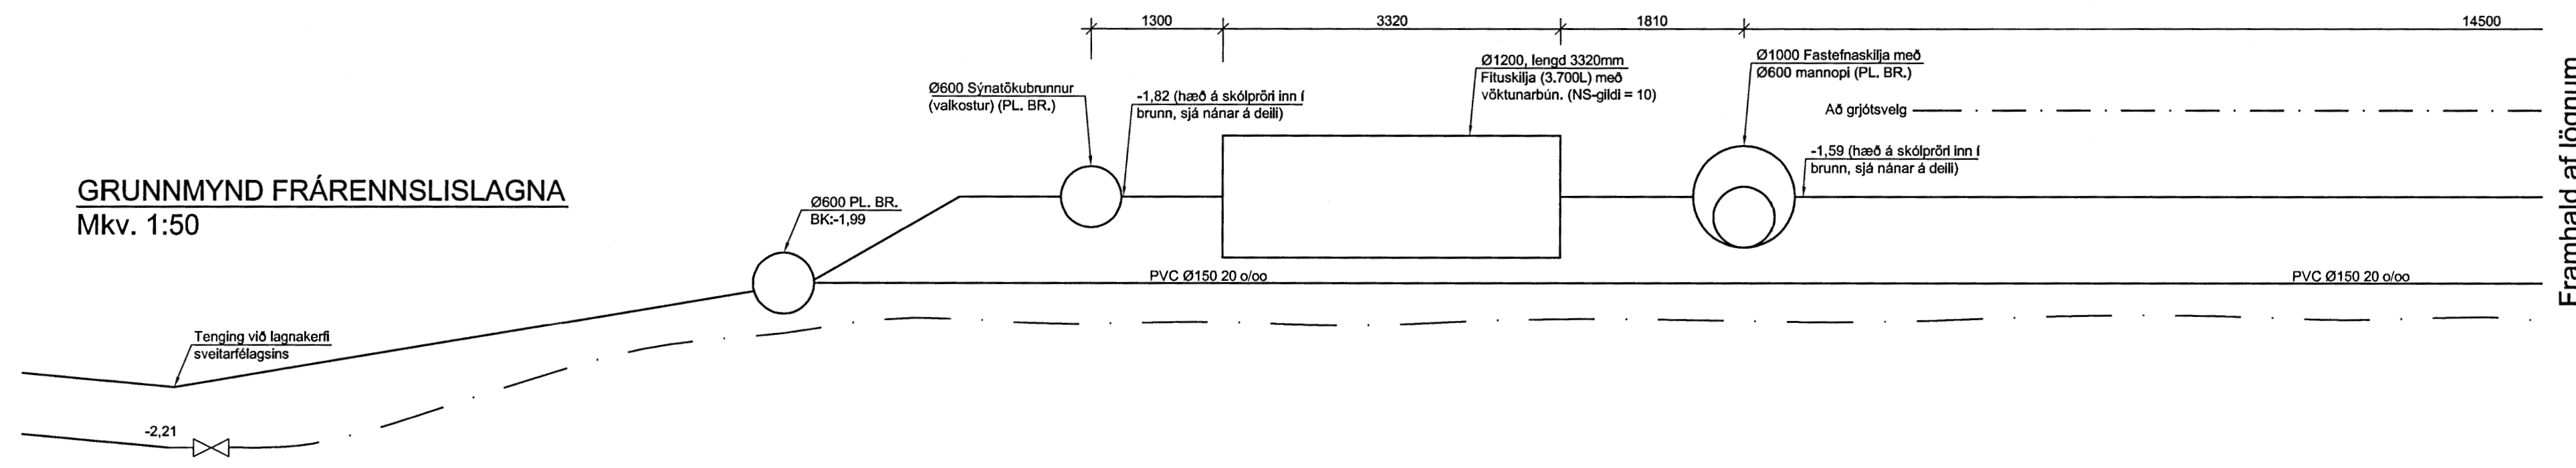 1300
3320
1810
14500
Ø1200, lengd 3320mm
Fituskilja (3.700L) með
vöktunarbún. (NS-gildi = 10)
Ø1000 Fastefnaskilja með
Ø600 mannopi (PL. BR.)
Ø600 Sýnatökubrunnur
(valkostur) (PL. BR.)
-1,82 (hæð á skólpröri inn í
brunn, sjá nánar á deili)
Að grjótsvelg
-1,59 (hæð á skólpröri inn í
brunn, sjá nánar á deili)
Framhald af lögnum
GRUNNMYND FRÁRENNSLISLAGNA
Mkv. 1:50
Ø600 PL. BR.
BK:-1,99
PVC Ø150 20 o/oo
PVC Ø150 20 o/oo
Tenging við lagnakerfi
sveitarfélagsins
-2,21